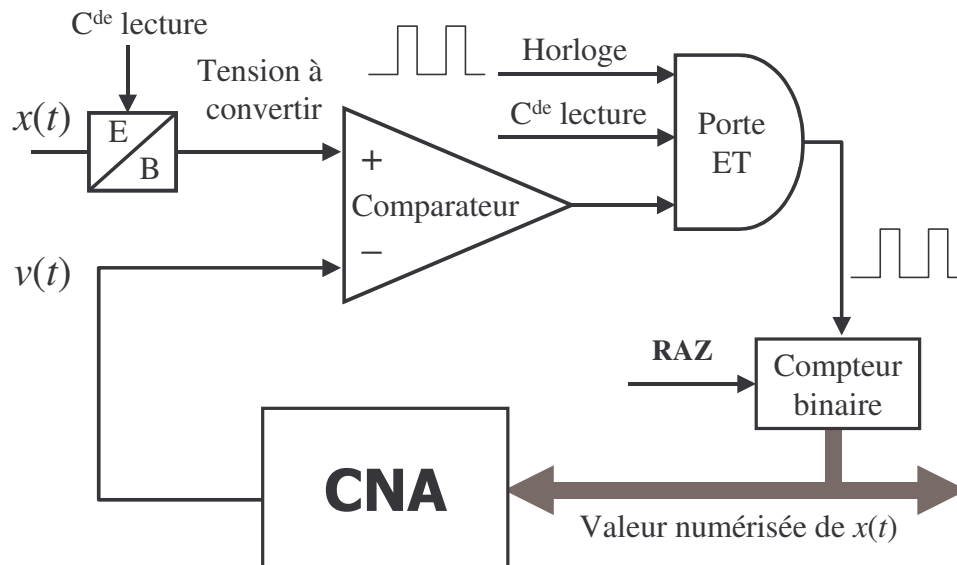 Cde lecture
Tension à
convertir
x(t)
E
B
Horloge
Cde lecture
Porte
ET
+
Comparateur
−
v(t)
RAZ
Compteur
binaire
CNA
Valeur numérisée de x(t)